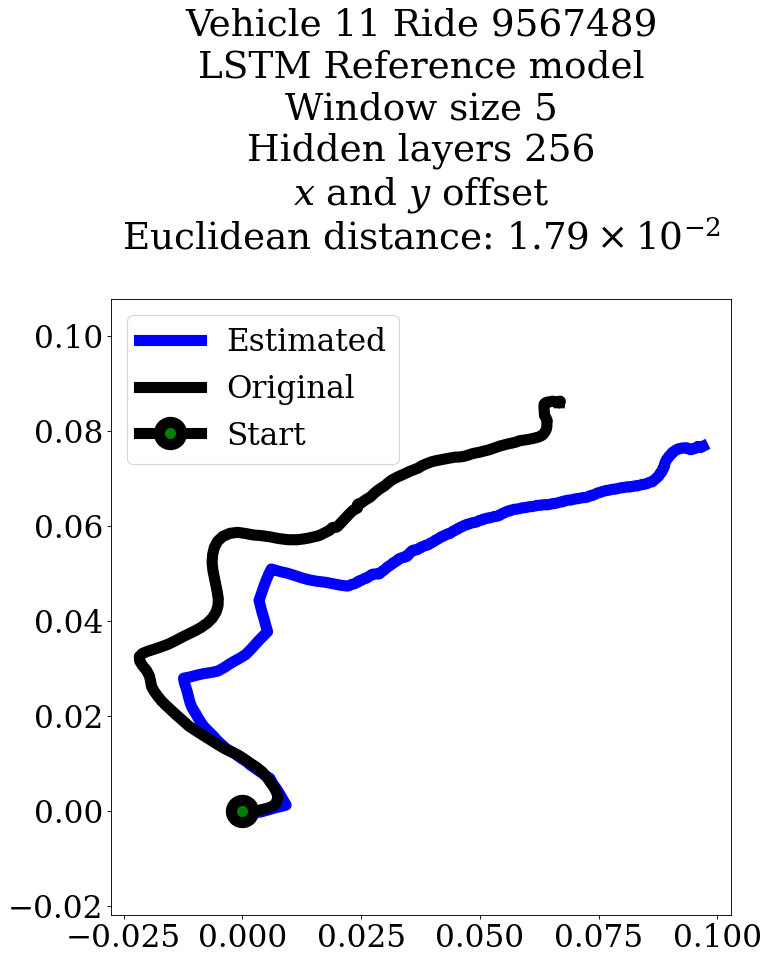 Vehicle 11 Ride 9567489
LSTM Reference model
Window size 5
Hidden layers 256
x and y offset
Euclidean distance: 1.79 × 10⁻²
Estimated
Original
Start
0.10
0.08
0.06
0.04
0.02
0.00
−0.02
−0.025 0.000 0.025 0.050 0.075 0.100